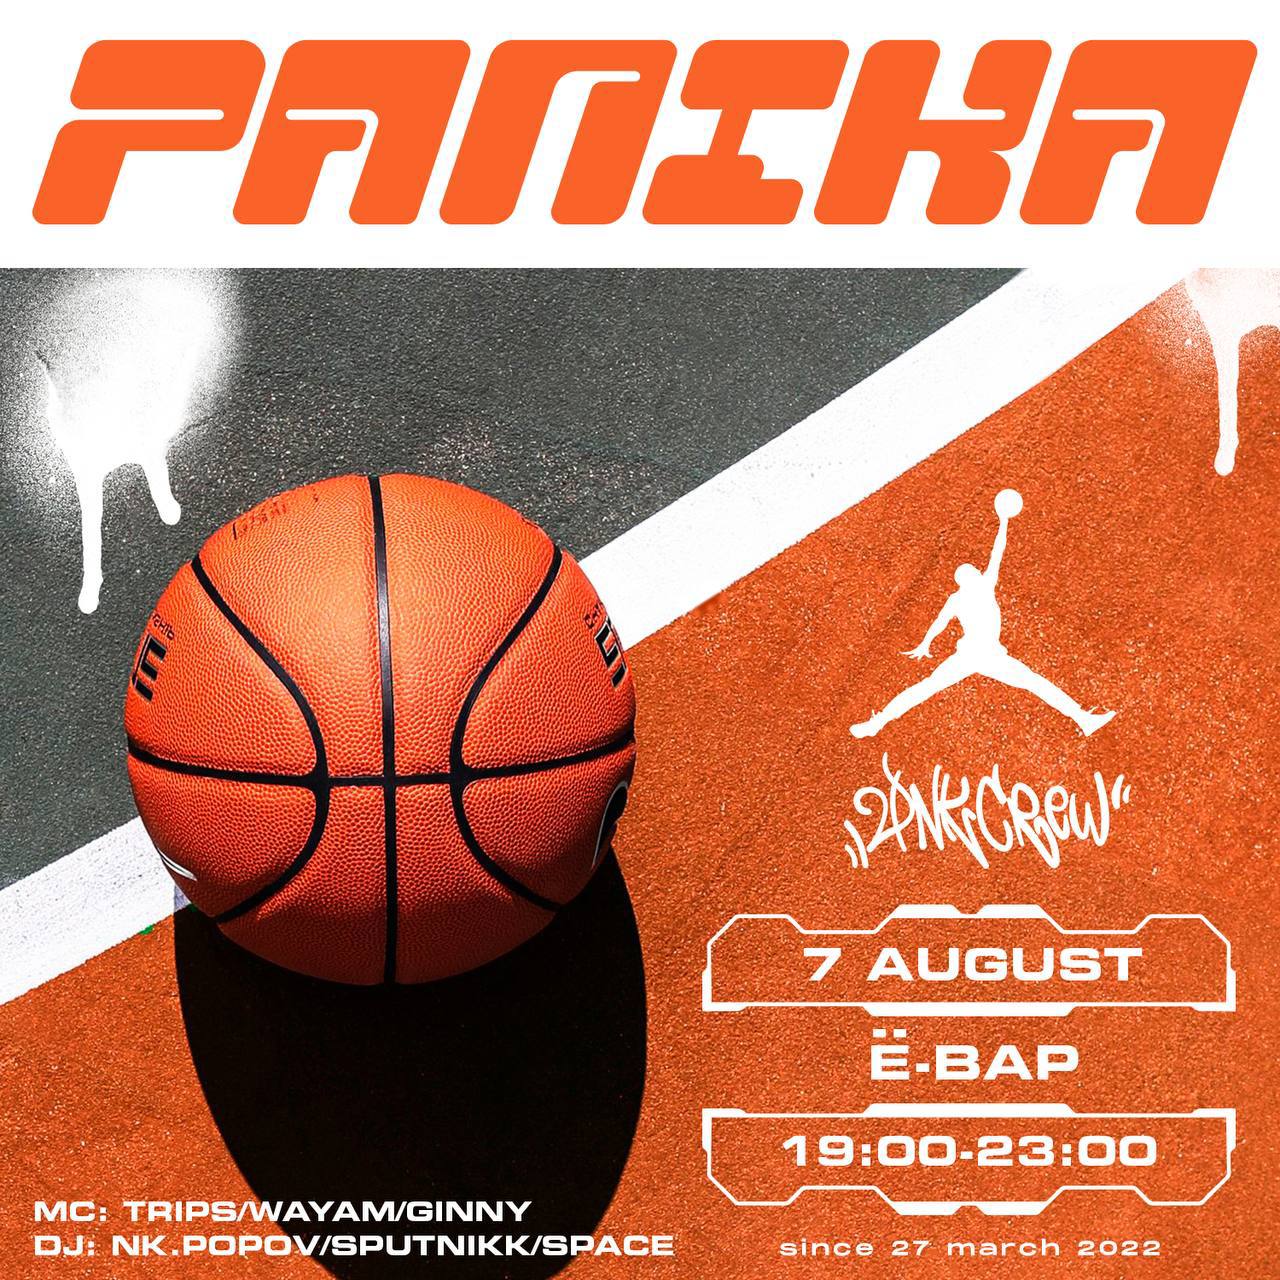 PANIKA
"2PNKCREW"
7 AUGUST
Ё-ВАР
19:00-23:00
MC: TRIPS/WAYAM/GINNY
DJ: NK.POPOV/SPUTNIKK/SPACE
since 27 march 2022